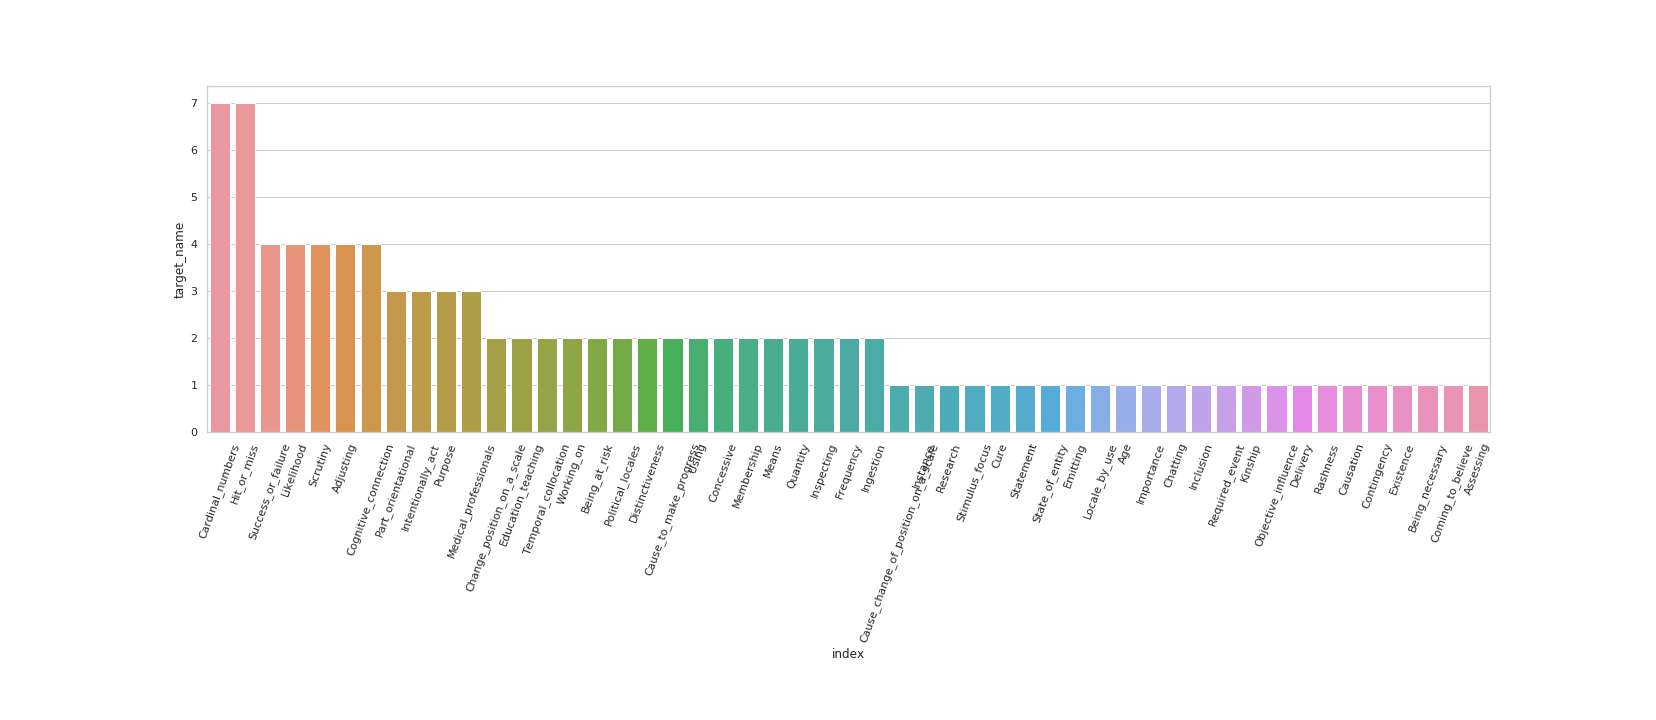 7
6
5
4
3
2
1
0
target_name
Cardinal_numbers
Hit_or_miss
Success_or_failure
Likelihood
Scrutiny
Adjusting
Cognitive_connection
Part_orientational
Intentionally_act
Purpose
Medical_professionals
Change_position_on_a_scale
Education_teaching
Temporal_collocation
Working_on
Being_at_risk
Political_locales
Distinctiveness
Cause_to_make_progress
Using
Concessive
Membership
Means
Quantity
Inspecting
Frequency
Ingestion
Cause_change_of_position_on_a_scale
Instance
Research
Stimulus_focus
Cure
Statement
State_of_entity
Emitting
Locale_by_use
Age
Importance
Chatting
Inclusion
Required_event
Kinship
Objective_influence
Delivery
Rashness
Causation
Contingency
Existence
Being_necessary
Coming_to_believe
Assessing
index